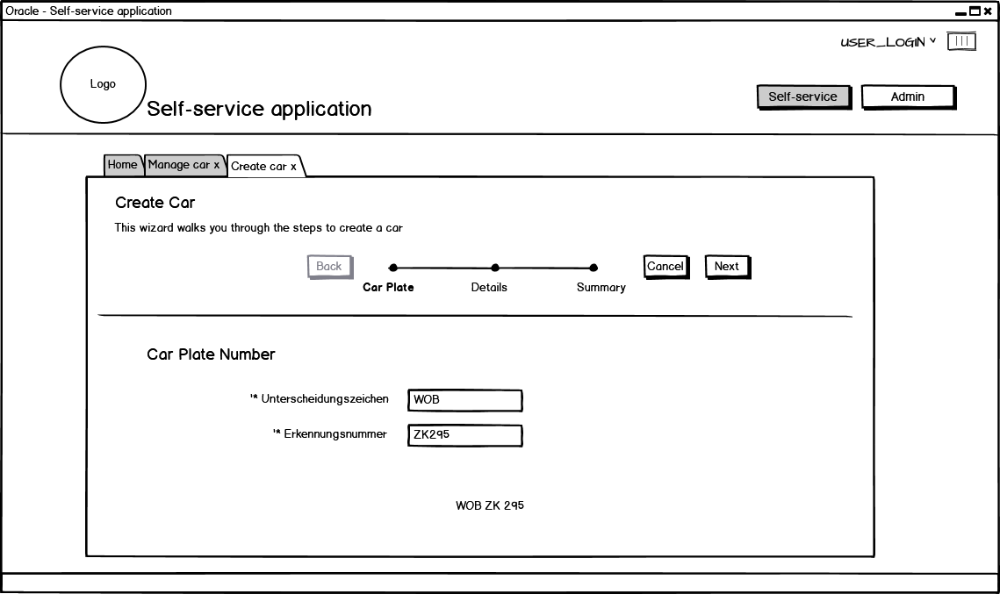 Oracle - Self-service application
USER_LOGIN
Logo
Self-service application
Self-service
Admin
Home
Manage car x
Create car x
Create Car
This wizard walks you through the steps to create a car
Back
Cancel
Next
Car Plate
Details
Summary
Car Plate Number
'* Unterscheidungszeichen
WOB
'* Erkennungsnummer
ZK295
WOB ZK 295